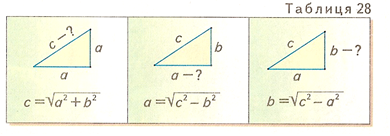 Таблиця 28
c – ? a
a
c = √a² + b²
c b
a – ?
a = √c² – b²
c b – ?
a
b = √c² – a²